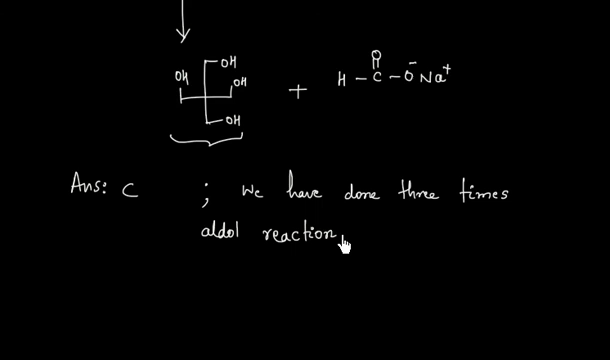 OH
OH OH
OH
+
O
H - C - O⁻ Na⁺
Ans: C ; We have done three times
aldol reaction